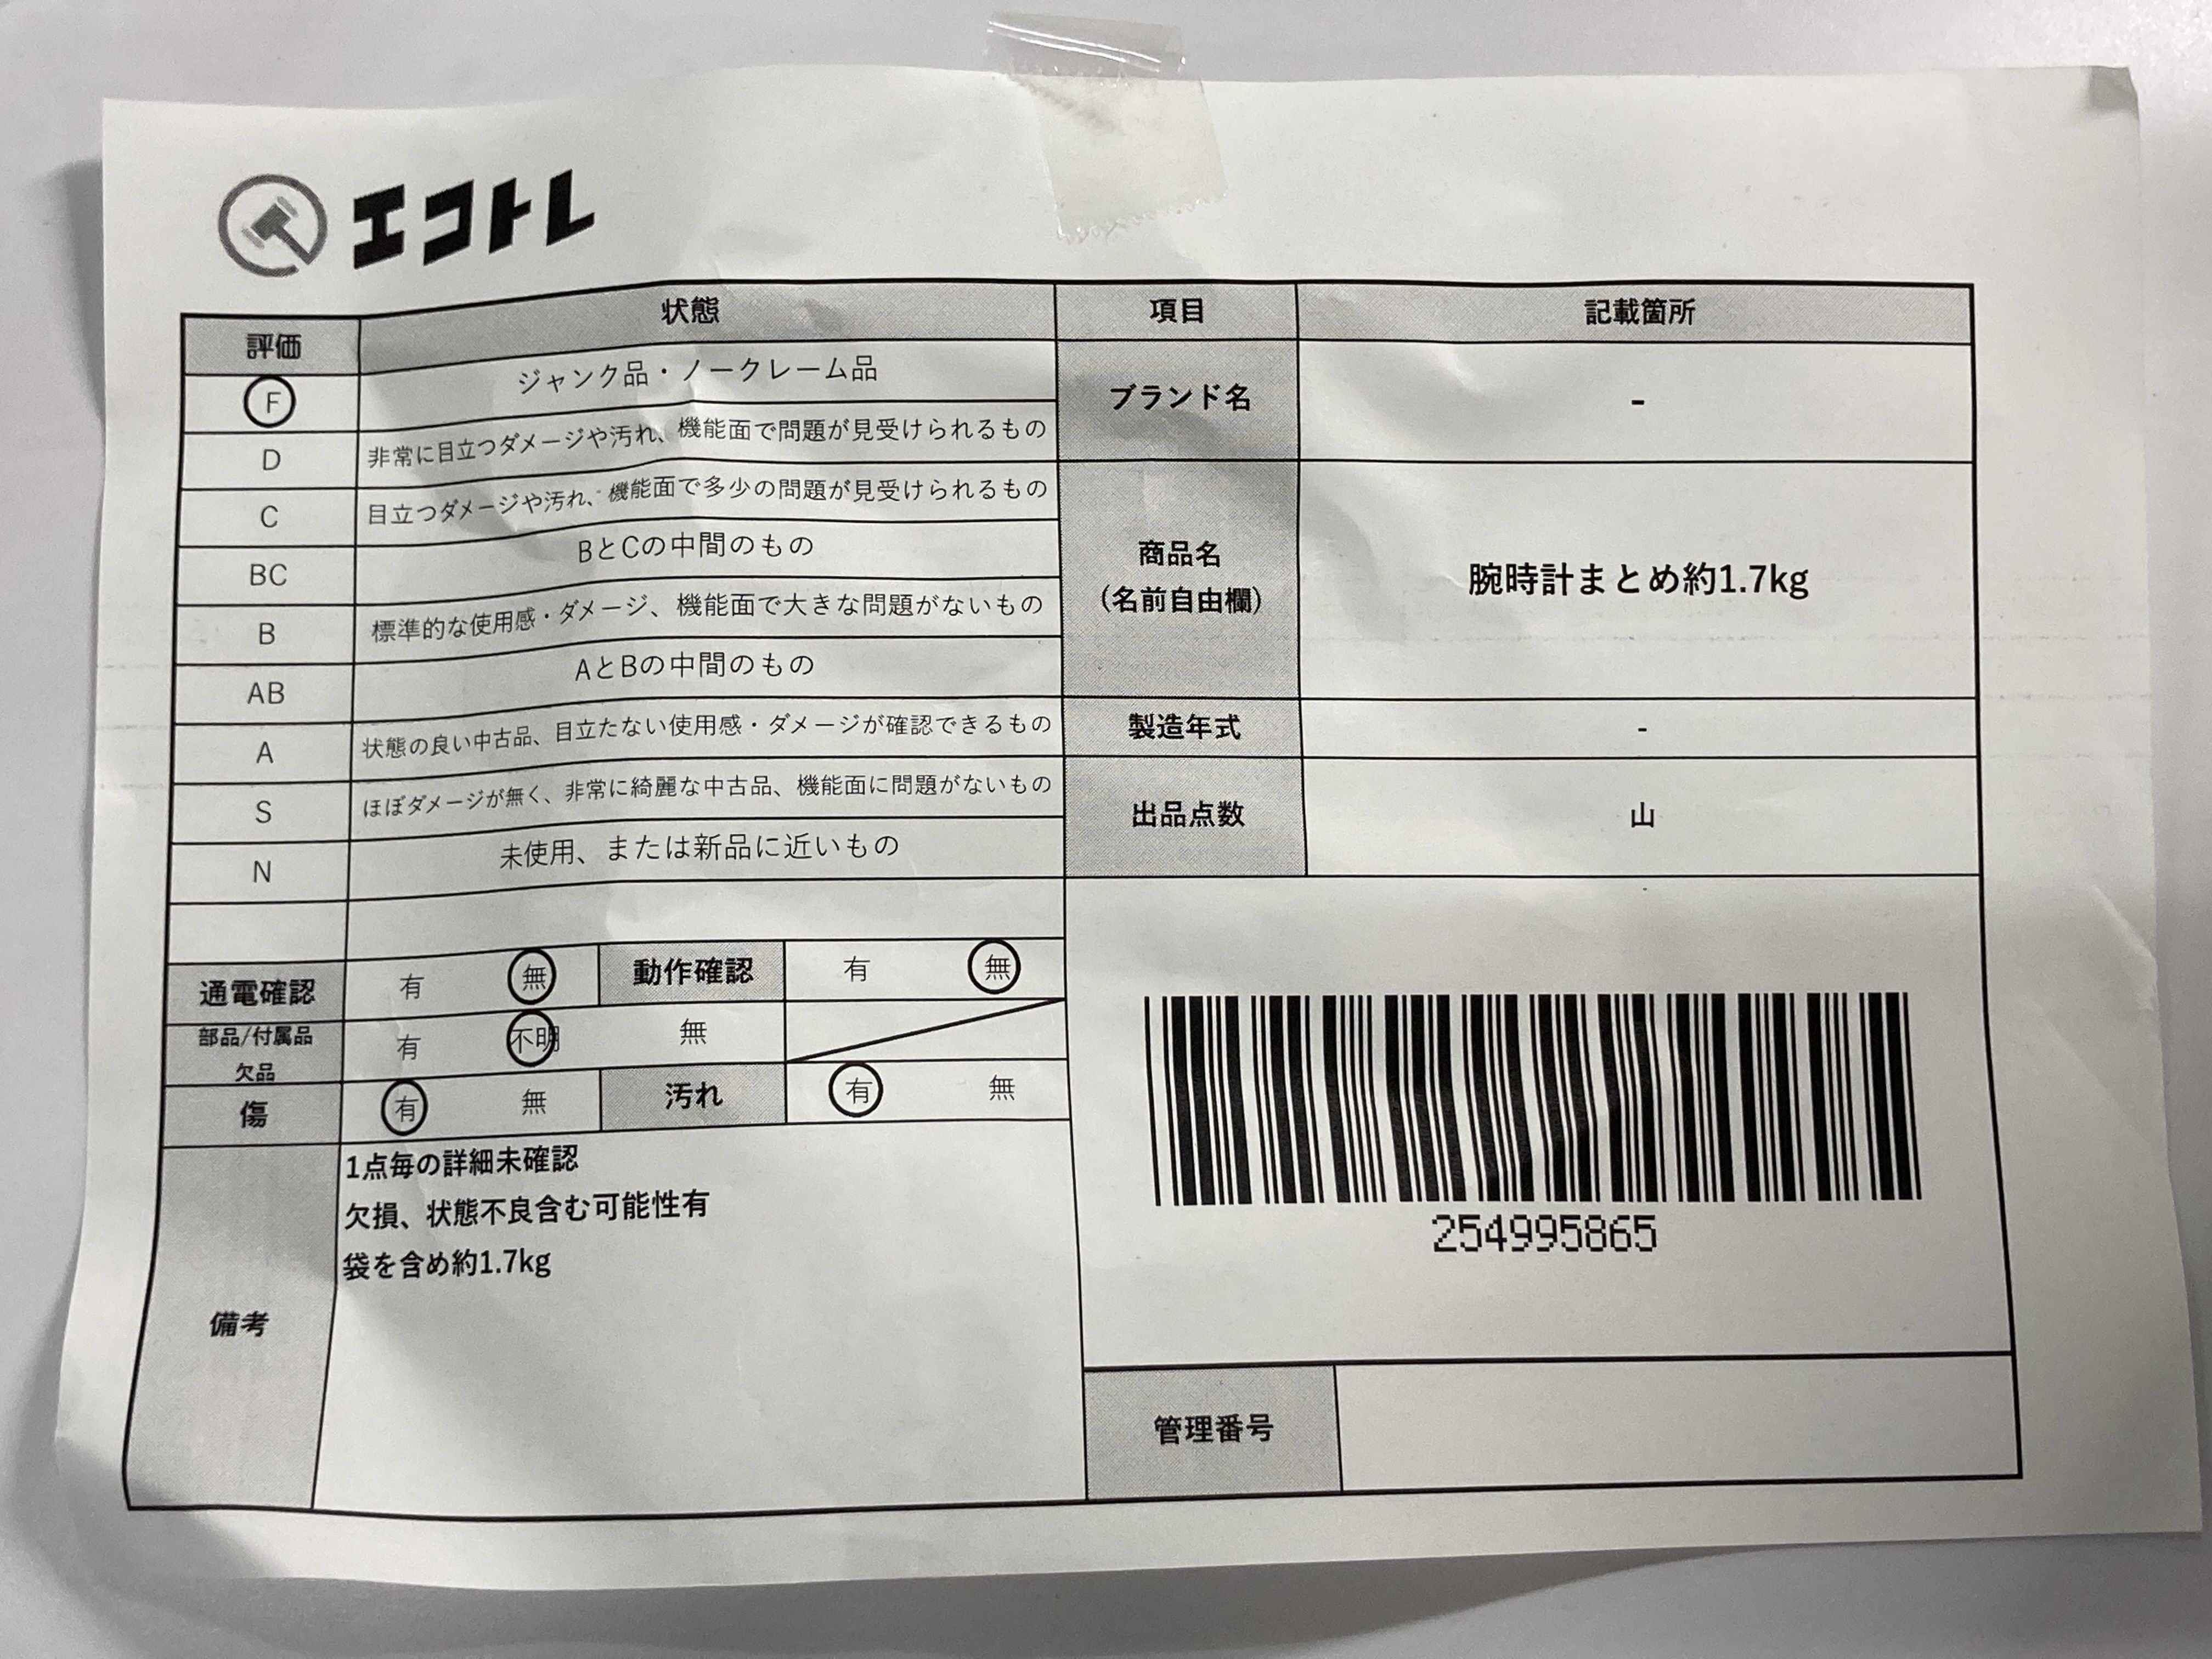 エコトレ
評価 状態
F ジャンク品・ノークレーム品
D 非常に目立つダメージや汚れ、機能面で問題が見受けられるもの
C 目立つダメージや汚れ、機能面で多少の問題が見受けられるもの
BC BとCの中間のもの
B 標準的な使用感・ダメージ、機能面で大きな問題がないもの
AB AとBの中間のもの
A 状態の良い中古品、目立たない使用感・ダメージが確認できるもの
S ほぼダメージが無く、非常に綺麗な中古品、機能面に問題がないもの
N 未使用、または新品に近いもの
通電確認 有 無 動作確認 有 無
部品/付属品
欠品 有 不明 無
傷 有 無 汚れ 有 無
備考
1点毎の詳細未確認
欠損、状態不良含む可能性有
袋を含め約1.7kg
項目 記載箇所
ブランド名 -
商品名
(名前自由欄) 腕時計まとめ約1.7kg
製造年式 -
出品点数 山
254995865
管理番号